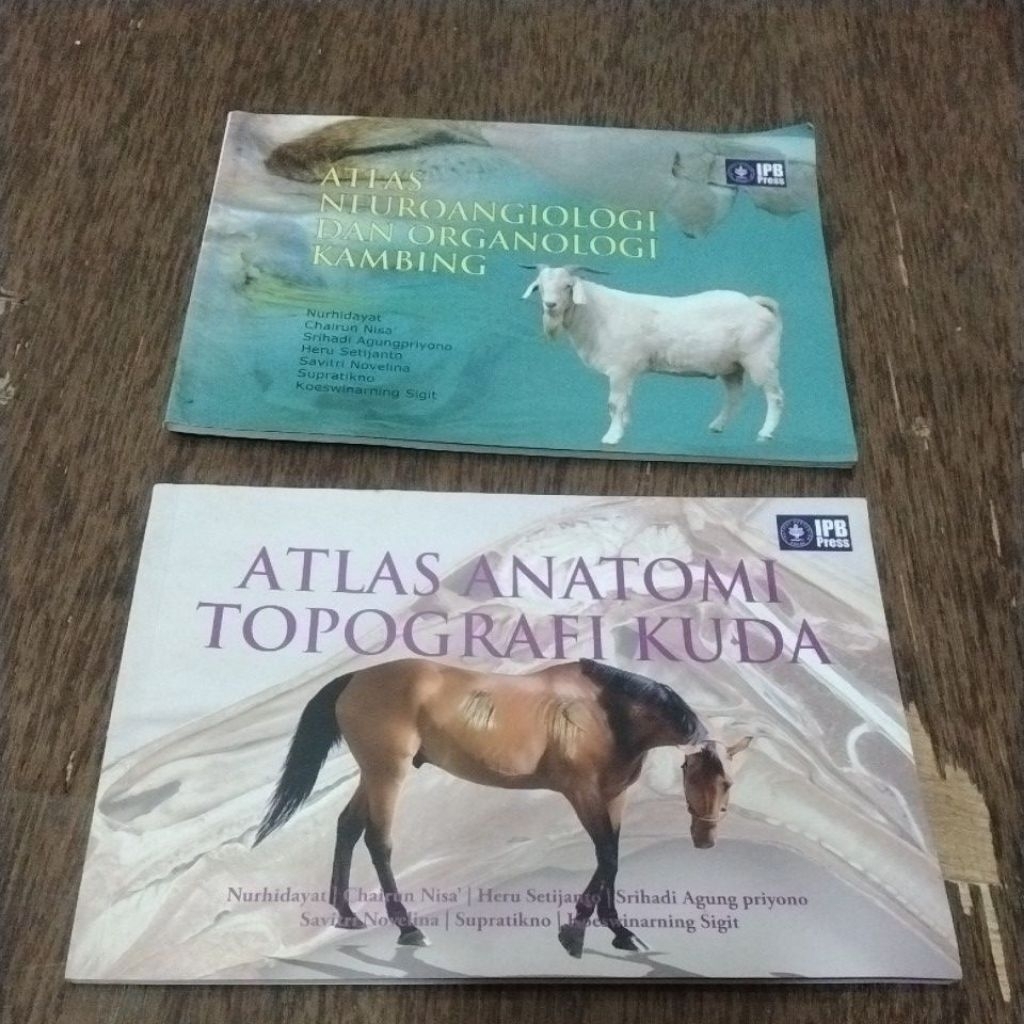 ATLAS
NEUROANGIOLOGI
DAN ORGANOLOGI
KAMBING
IPB
Press
Nurhidayat
Chairun Nisa'
Srihadi Agungpriyono
Heru Setijanto
Savitri Novelina
Supratikno
Koeswinarning Sigit
IPB
Press
ATLAS ANATOMI
TOPOGRAFI KUDA
Nurhidayat | Chairun Nisa' | Heru Setijanto | Srihadi Agung priyono
Savitri Novelina | Supratikno | Koeswinarning Sigit